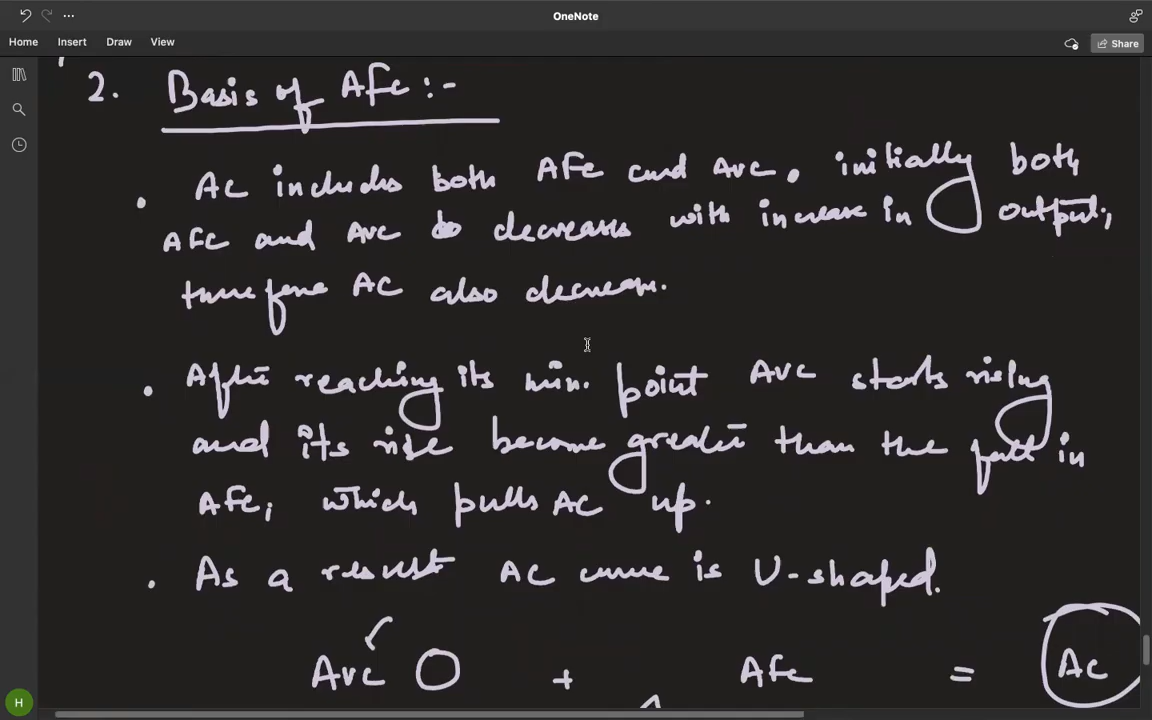 OneNote
Home Insert Draw View
Share
2. Basis of Afc :-
. AC includes both AFC and AVC. initially both
AFC and AVC decreases with increase in output,
therefore AC also decrease.
. After reaching its min. point AVC starts rising
and its rise become greater than the fall in
AFC, which pulls AC up.
. As a result AC curve is U-shaped.
AVC + Afc = AC
H